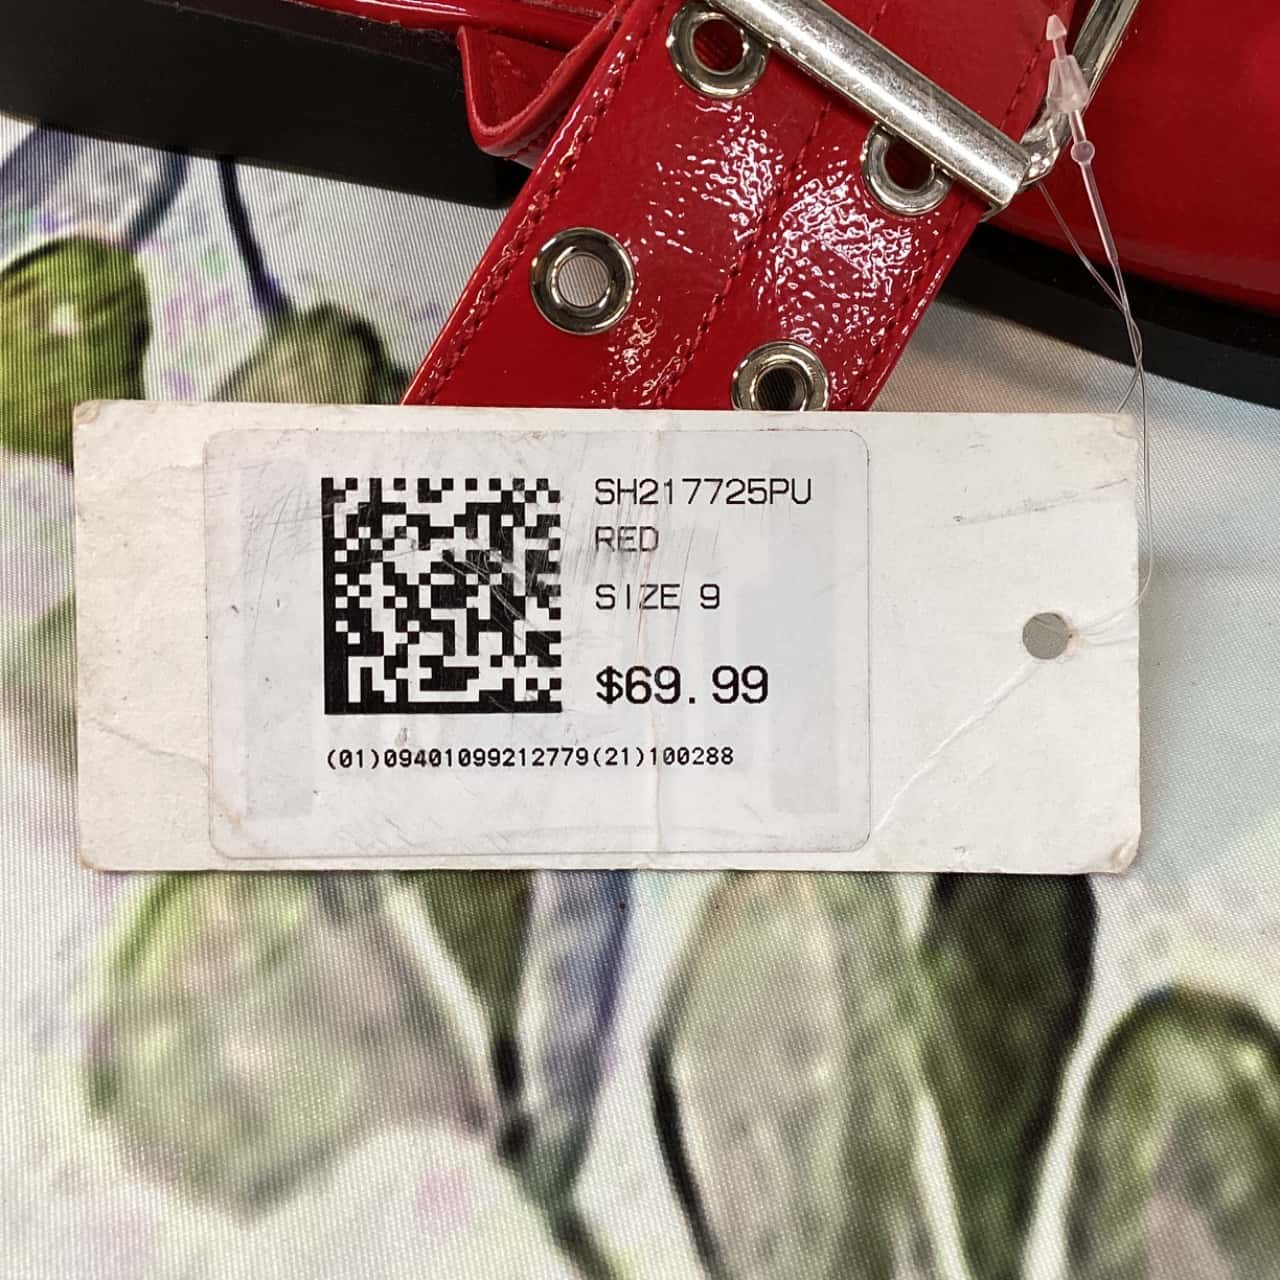 SH217725PU
RED
SIZE 9
$69.99
(01)09401099212779(21)100288